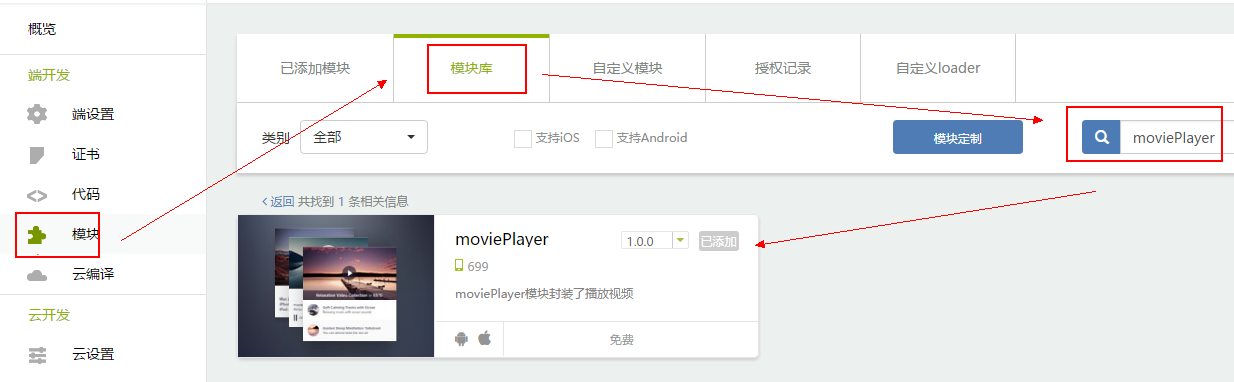 概览
端开发
端设置
证书
代码
模块
云编译
云开发
云设置
已添加模块
模块库
自定义模块
授权记录
自定义loader
类别
全部
支持iOS
支持Android
模块定制
moviePlayer
返回 共找到 1 条相关信息
moviePlayer
1.0.0
已添加
699
moviePlayer模块封装了播放视频
免费